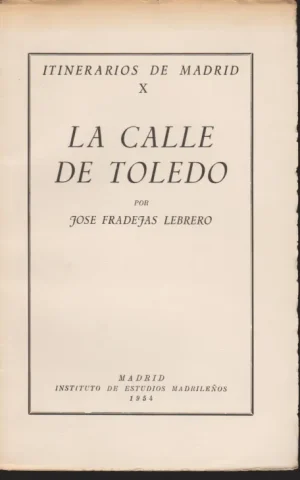 ITINERARIOS DE MADRID
X
LA CALLE
DE TOLEDO
POR
JOSE FRADEJAS LEBRERO
MADRID
INSTITUTO DE ESTUDIOS MADRILEÑOS
1954